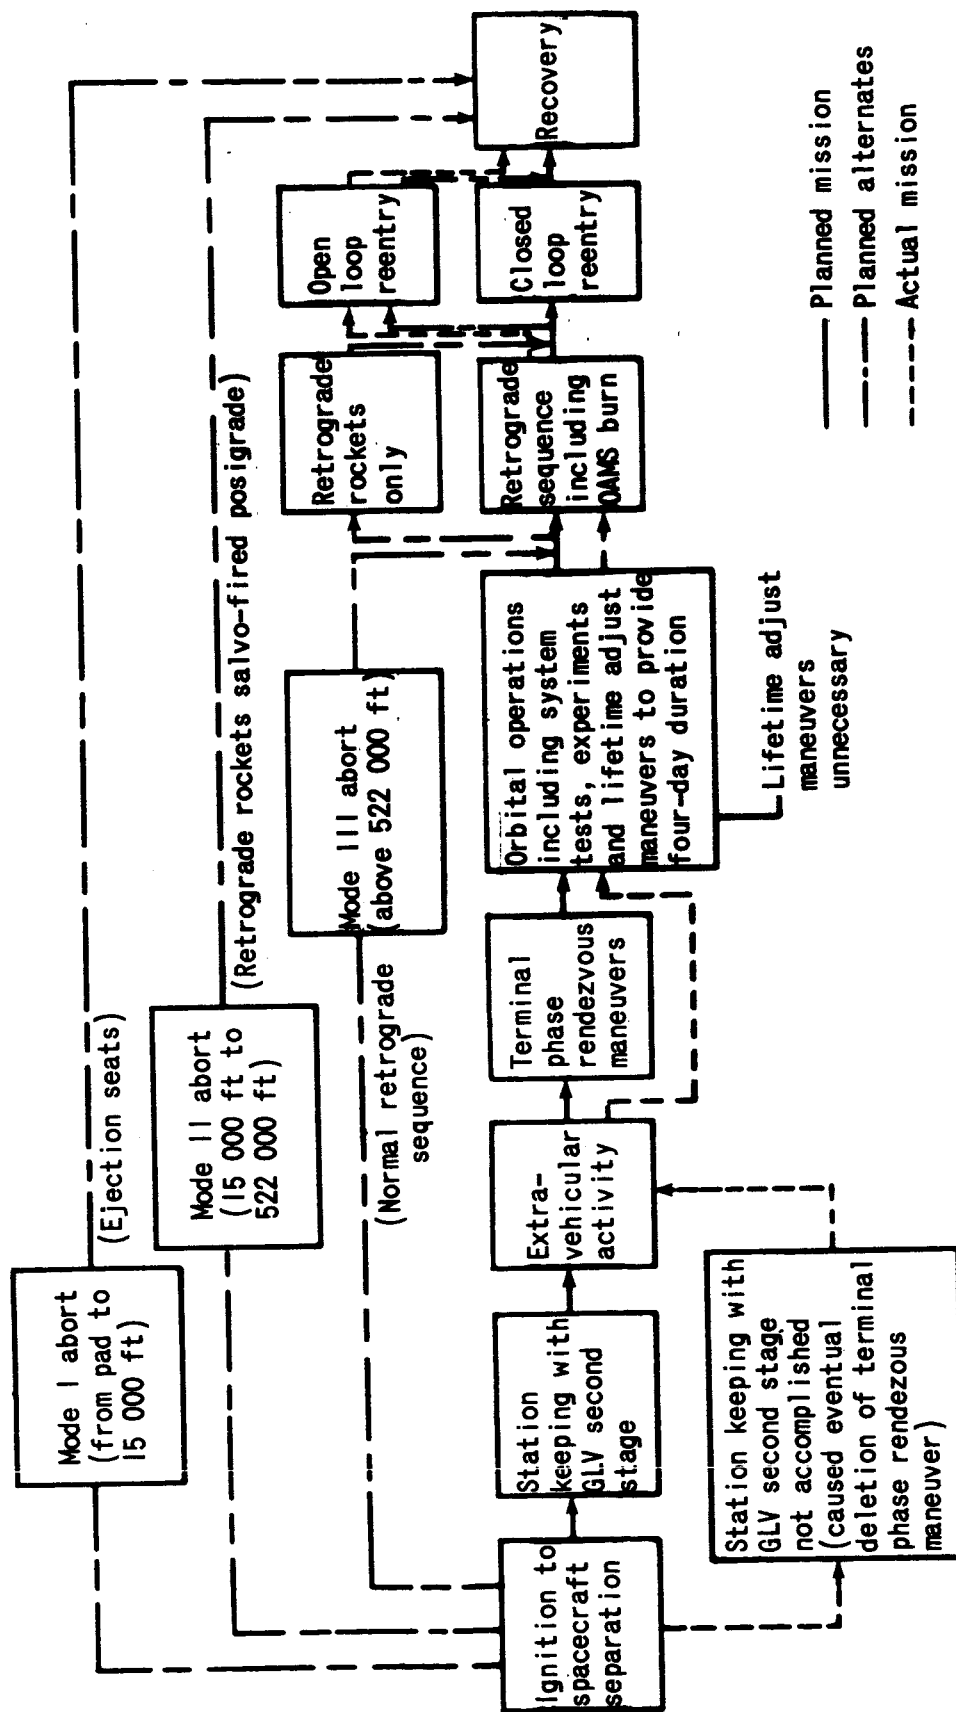 Mode I abort
(from pad to
15 000 ft)
(Ejection seats)
Mode II abort
(15 000 ft to
522 000 ft)
(Retrograde rockets salvo-fired posigrade)
Mode III abort
(above 522 000 ft)
(Normal retrograde
sequence)
Ignition to
spacecraft
separation
Station
keeping with
GLV second
stage
Extra-
vehicular
activity
Terminal
phase
rendezvous
maneuvers
Orbital operations
including system
tests, experiments
and lifetime adjust
maneuvers to provide
four-day duration
Retrograde
rockets
only
Retrograde
sequence
including
OAMS burn
Open
loop
reentry
Closed
loop
reentry
Recovery
Station keeping with
GLV second stage
not accomplished
(caused eventual
deletion of terminal
phase rendezous
maneuver)
Lifetime adjust
maneuvers
unnecessary
Planned mission
Planned alternates
Actual mission